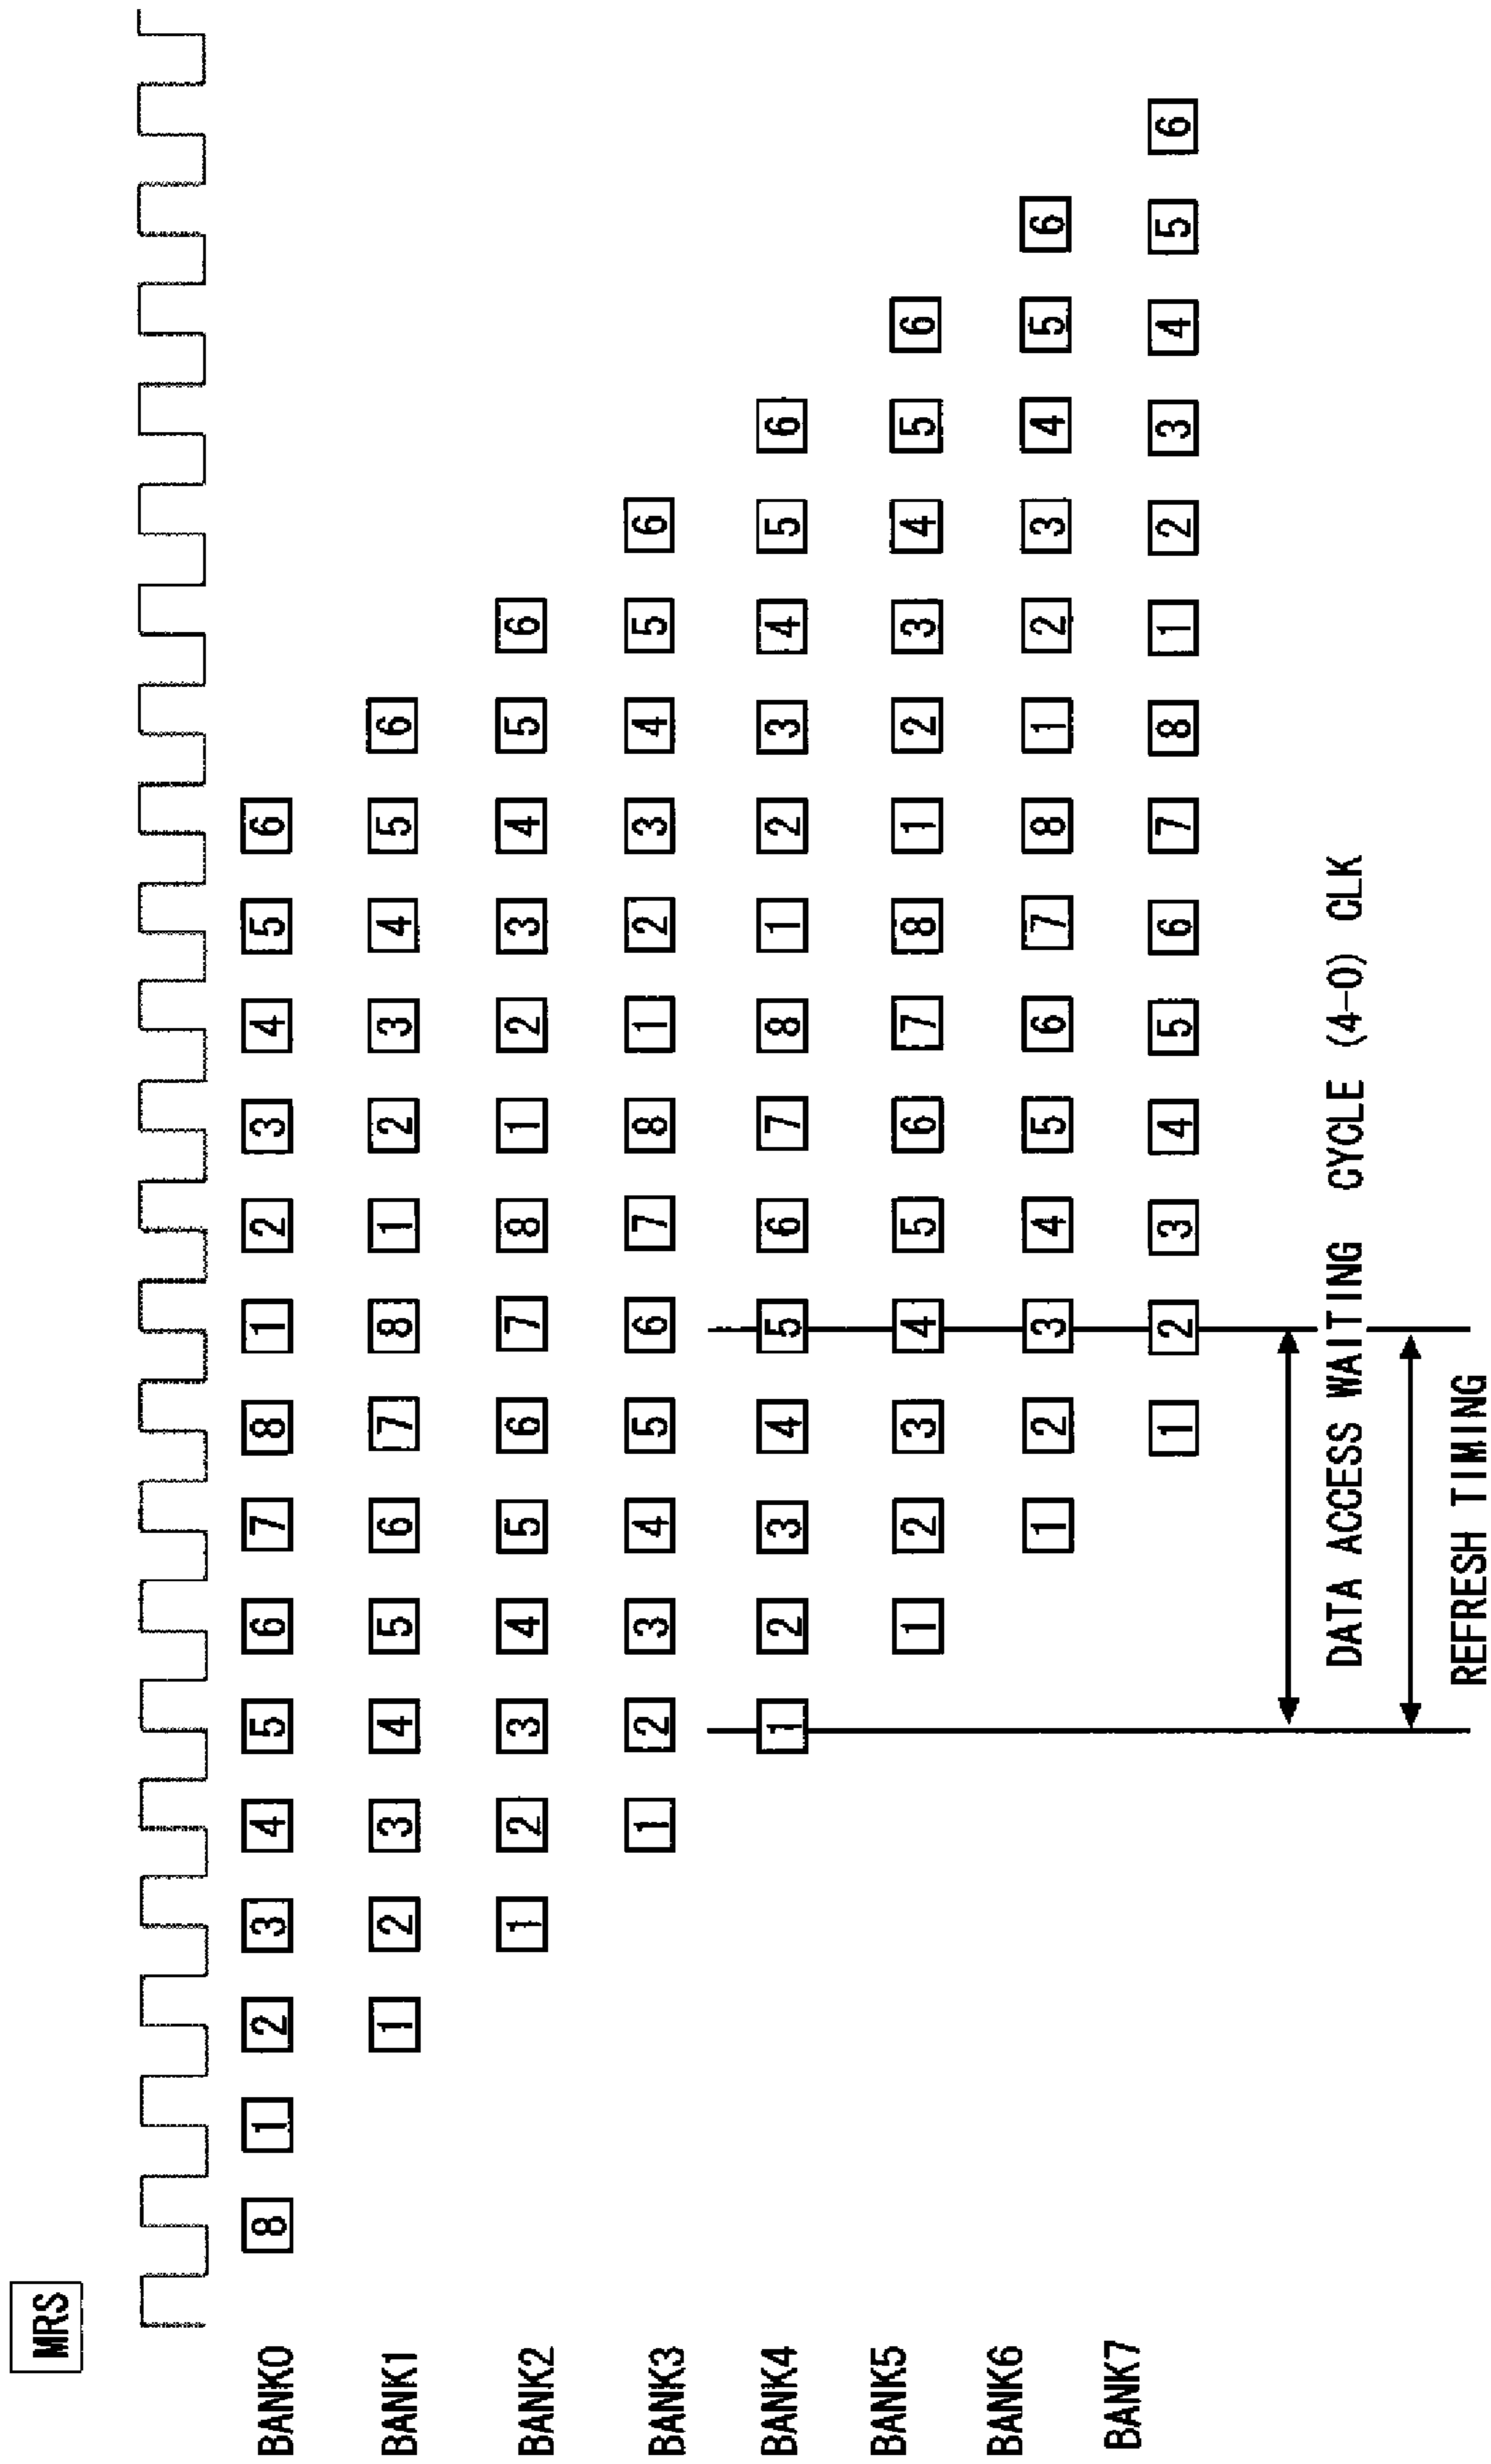 MRS
BANK0 8 1 2 3 4 5 6 7 8 1 2 3 4 5 6
BANK1 1 2 3 4 5 6 7 8 1 2 3 4 5 6
BANK2 1 2 3 4 5 6 7 8 1 2 3 4 5 6
BANK3 1 2 3 4 5 6 7 8 1 2 3 4 5 6
BANK4 1 2 3 4 5 6 7 8 1 2 3 4 5 6
BANK5 1 2 3 4 5 6 7 8 1 2 3 4 5 6
BANK6 1 2 3 4 5 6 7 8 1 2 3 4 5 6
BANK7 1 2 3 4 5 6 7 8 1 2 3 4 5 6
DATA ACCESS WAITING CYCLE (4-0) CLK
REFRESH TIMING